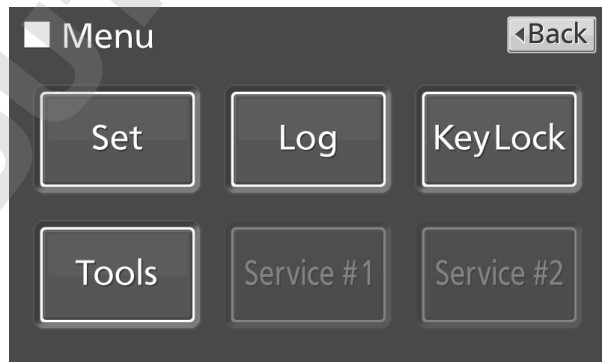 Menu
◂Back
Set
Log
KeyLock
Tools
Service #1
Service #2